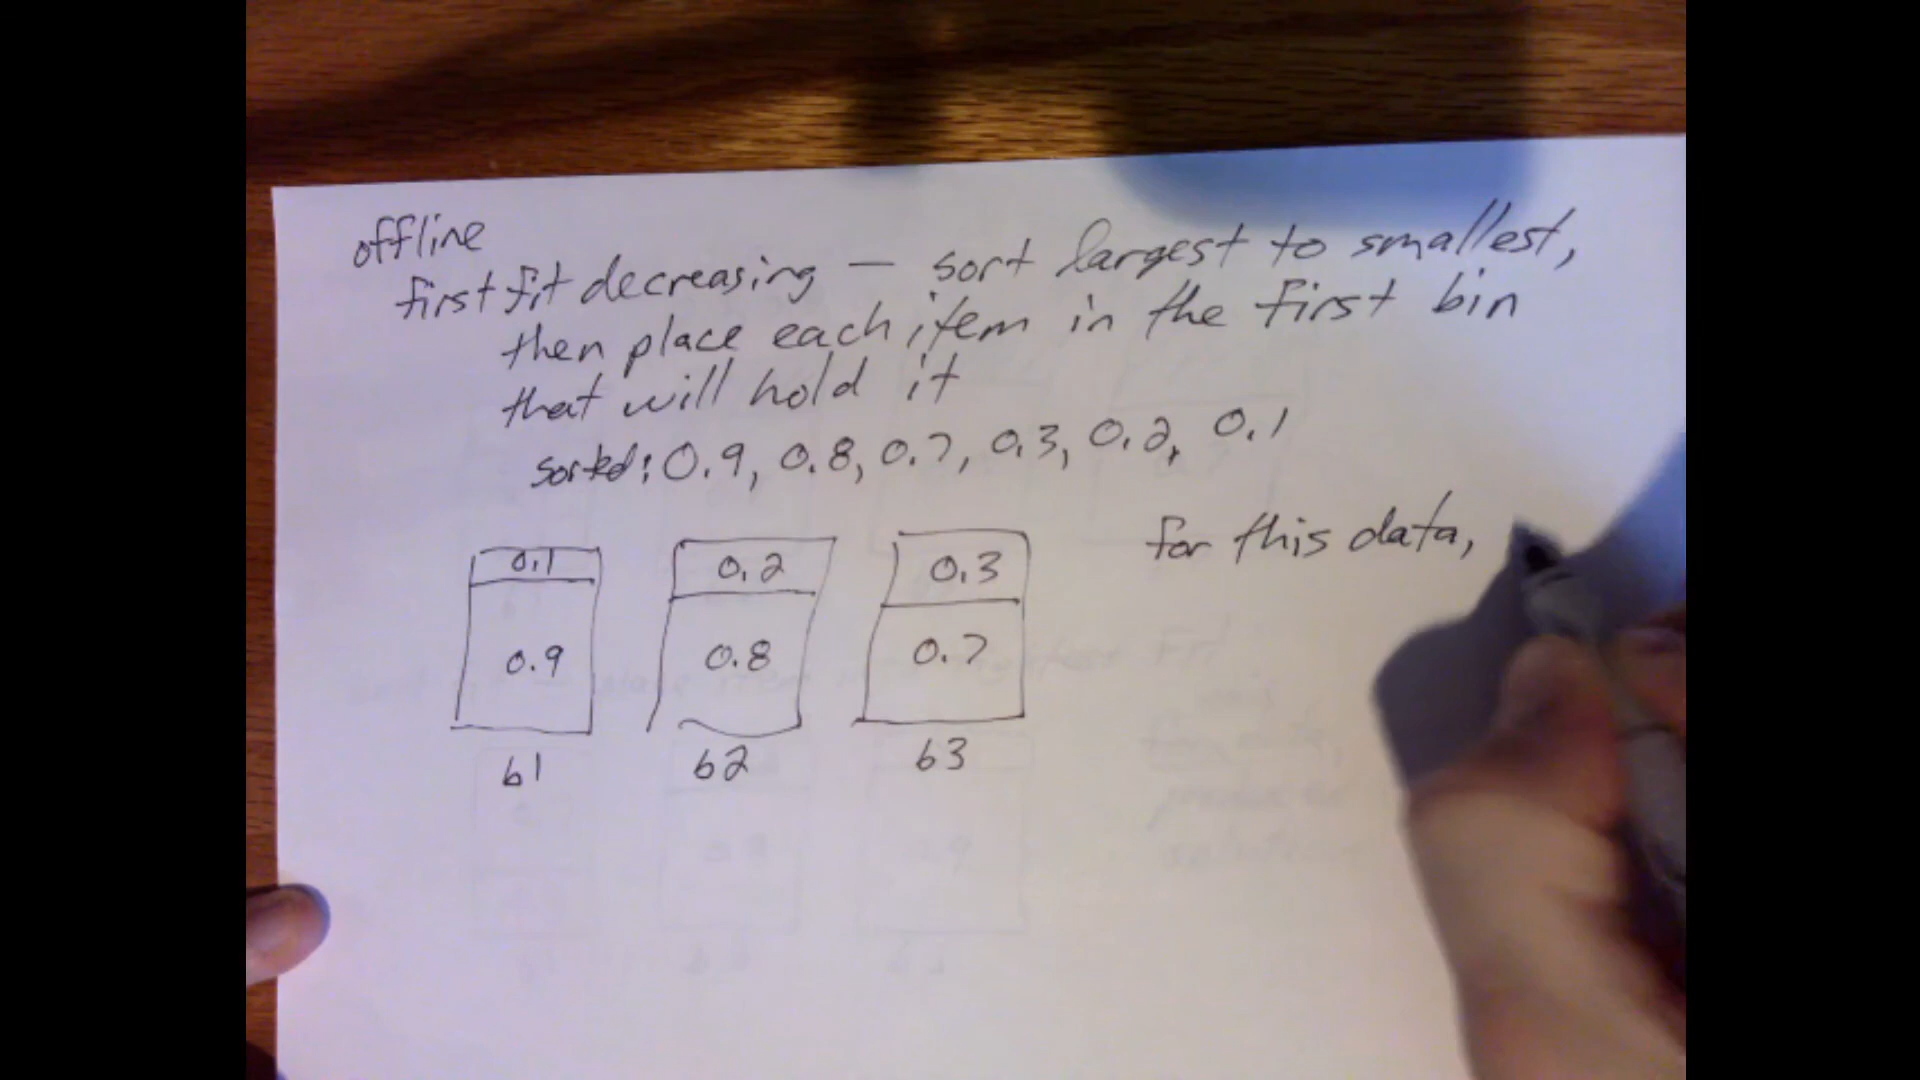 offline
first fit decreasing — sort largest to smallest,
then place each item in the first bin
that will hold it
sorted: 0.9, 0.8, 0.7, 0.3, 0.2, 0.1
for this data,
0.1 0.2 0.3
0.9 0.8 0.7
b1 b2 b3